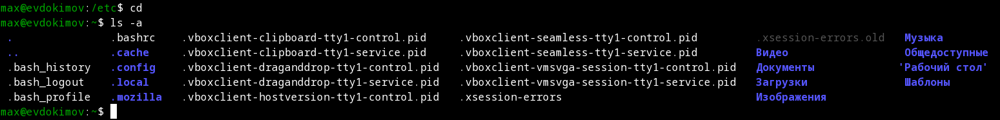 max@evdokimov:/etc$ cd
max@evdokimov:~$ ls -a
. .bashrc .vboxclient-clipboard-tty1-control.pid .vboxclient-seamless-tty1-control.pid .xsession-errors.old Музыка
.. .cache .vboxclient-clipboard-tty1-service.pid .vboxclient-seamless-tty1-service.pid Видео Общедоступные
.bash_history .config .vboxclient-draganddrop-tty1-control.pid .vboxclient-vmsvga-session-tty1-control.pid Документы 'Рабочий стол'
.bash_logout .local .vboxclient-draganddrop-tty1-service.pid .vboxclient-vmsvga-session-tty1-service.pid Загрузки Шаблоны
.bash_profile .mozilla .vboxclient-hostversion-tty1-control.pid .xsession-errors Изображения
max@evdokimov:~$